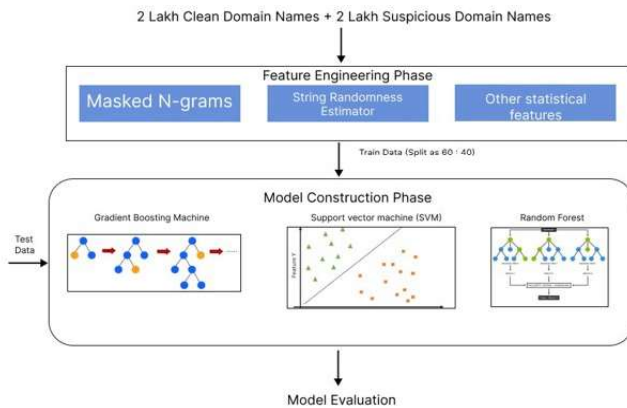 2 Lakh Clean Domain Names + 2 Lakh Suspicious Domain Names
Feature Engineering Phase
Masked N-grams
String Randomness
Estimator
Other statistical
features
Train Data (Split as 60 : 40)
Model Construction Phase
Gradient Boosting Machine
Support vector machine (SVM)
Random Forest
Test
Data
Feature Y
Model Evaluation